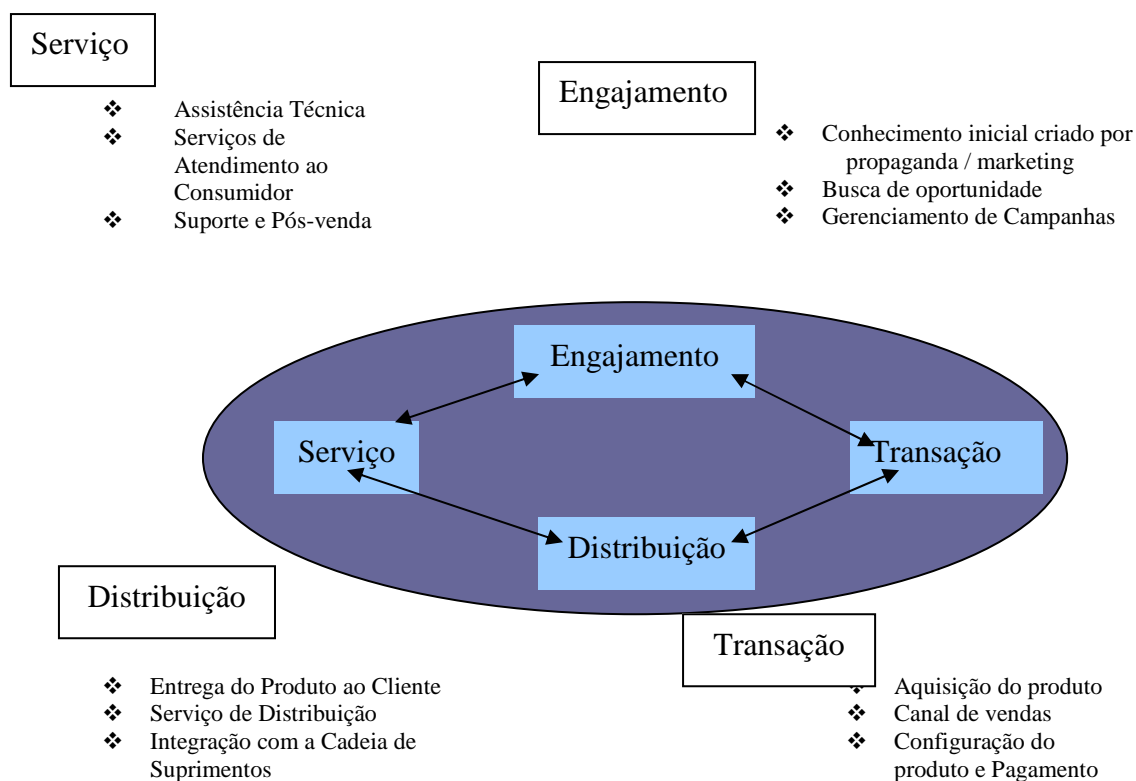 Serviço
❖ Assistência Técnica
❖ Serviços de
Atendimento ao
Consumidor
❖ Suporte e Pós-venda
Engajamento
❖ Conhecimento inicial criado por
propaganda / marketing
❖ Busca de oportunidade
❖ Gerenciamento de Campanhas
Engajamento
Serviço
Transação
Distribuição
Distribuição
❖ Entrega do Produto ao Cliente
❖ Serviço de Distribuição
❖ Integração com a Cadeia de
Suprimentos
Transação
❖ Aquisição do produto
❖ Canal de vendas
❖ Configuração do
produto e Pagamento